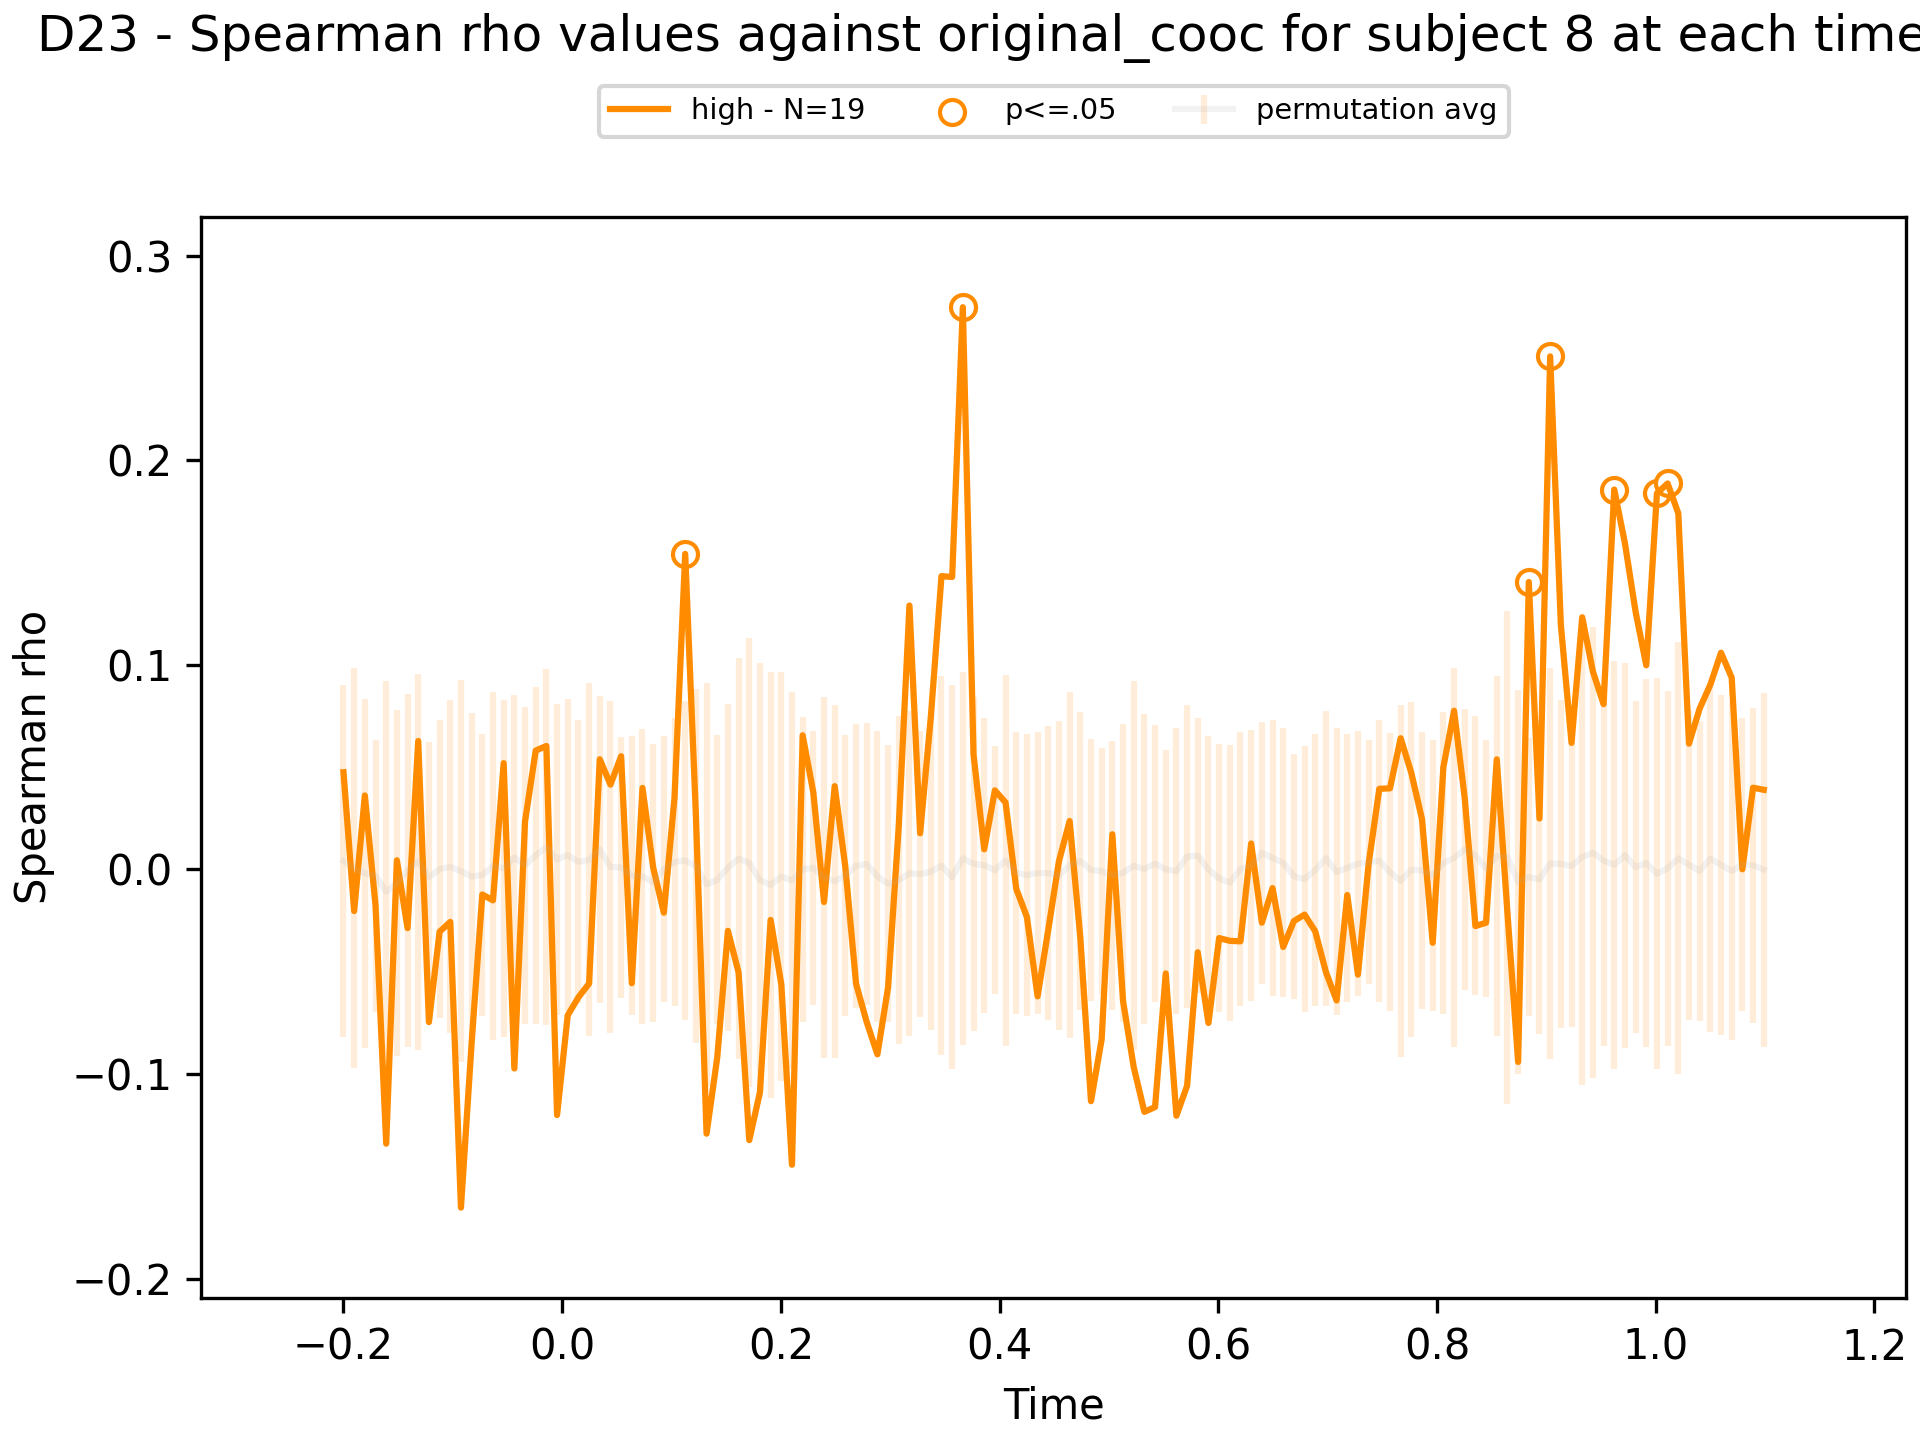 D23 - Spearman rho values against original_cooc for subject 8 at each time
high - N=19 p<=.05 permutation avg
0.3
0.2
0.1
0.0
−0.1
−0.2
Spearman rho
−0.2 0.0 0.2 0.4 0.6 0.8 1.0 1.2
Time